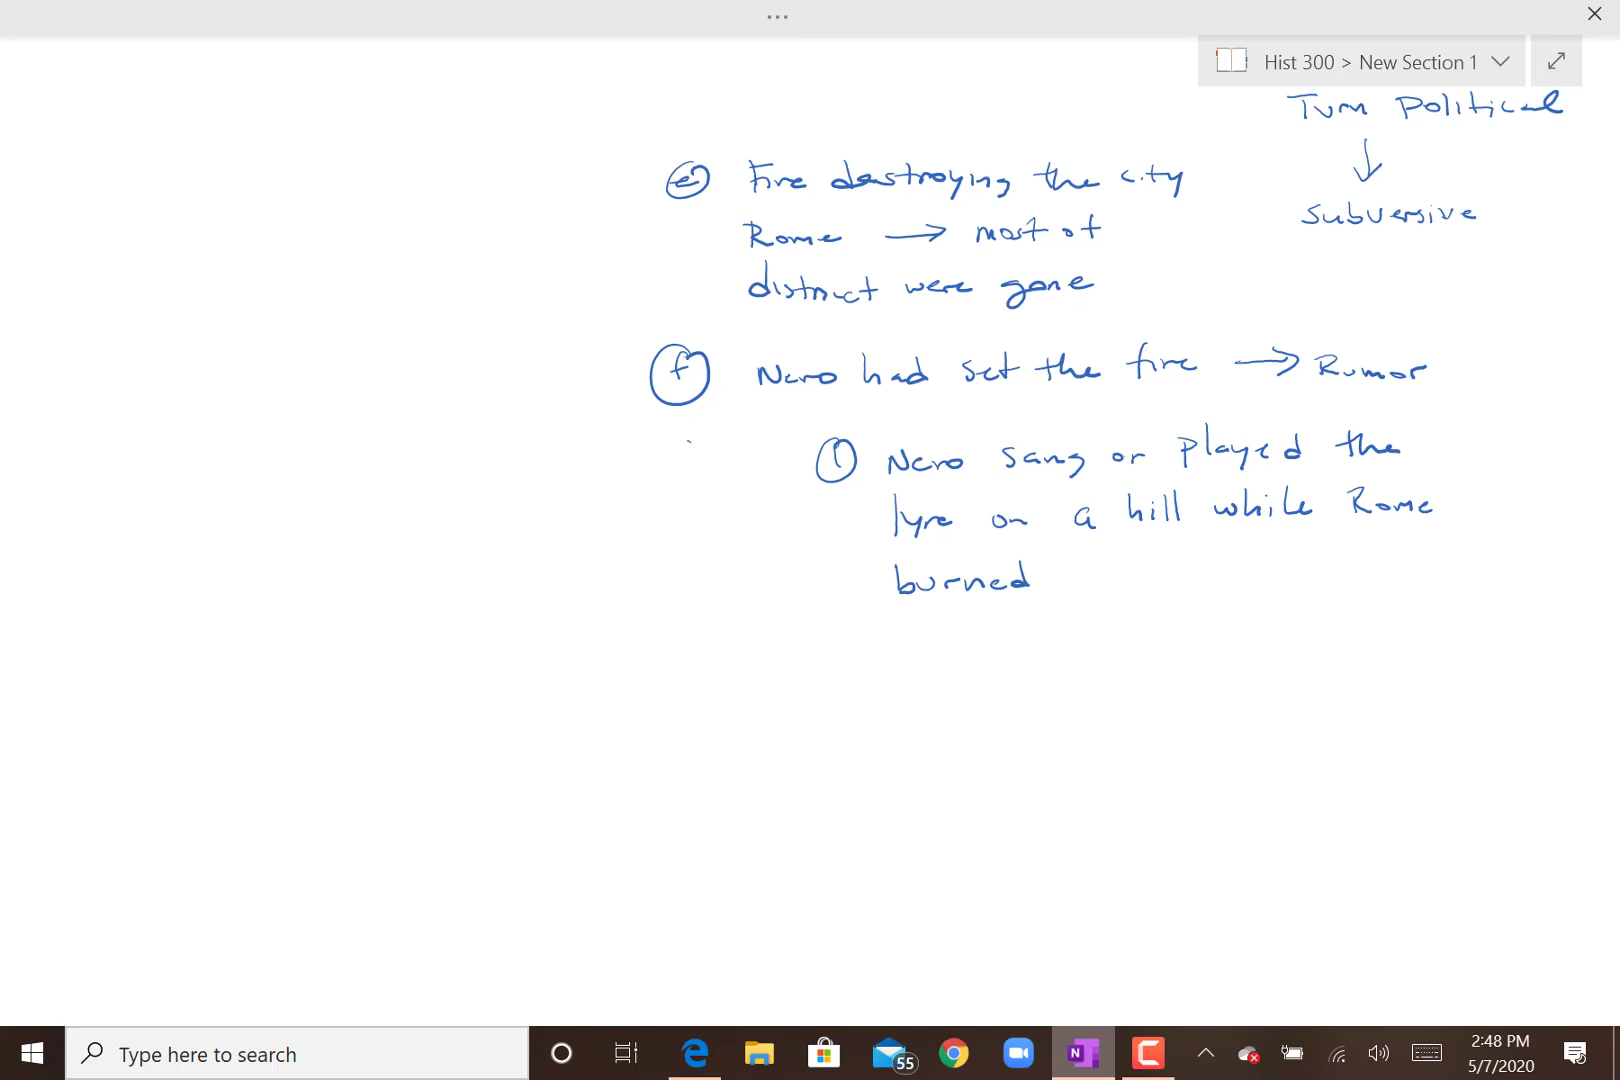 Hist 300 > New Section 1
Turn Political
↓
subversive
e Fire destroying the city
Rome → most of
district were gone
f Nero had set the fire → Rumor
1 Nero sang or played the
lyre on a hill while Rome
burned
Type here to search
55
N
2:48 PM
5/7/2020